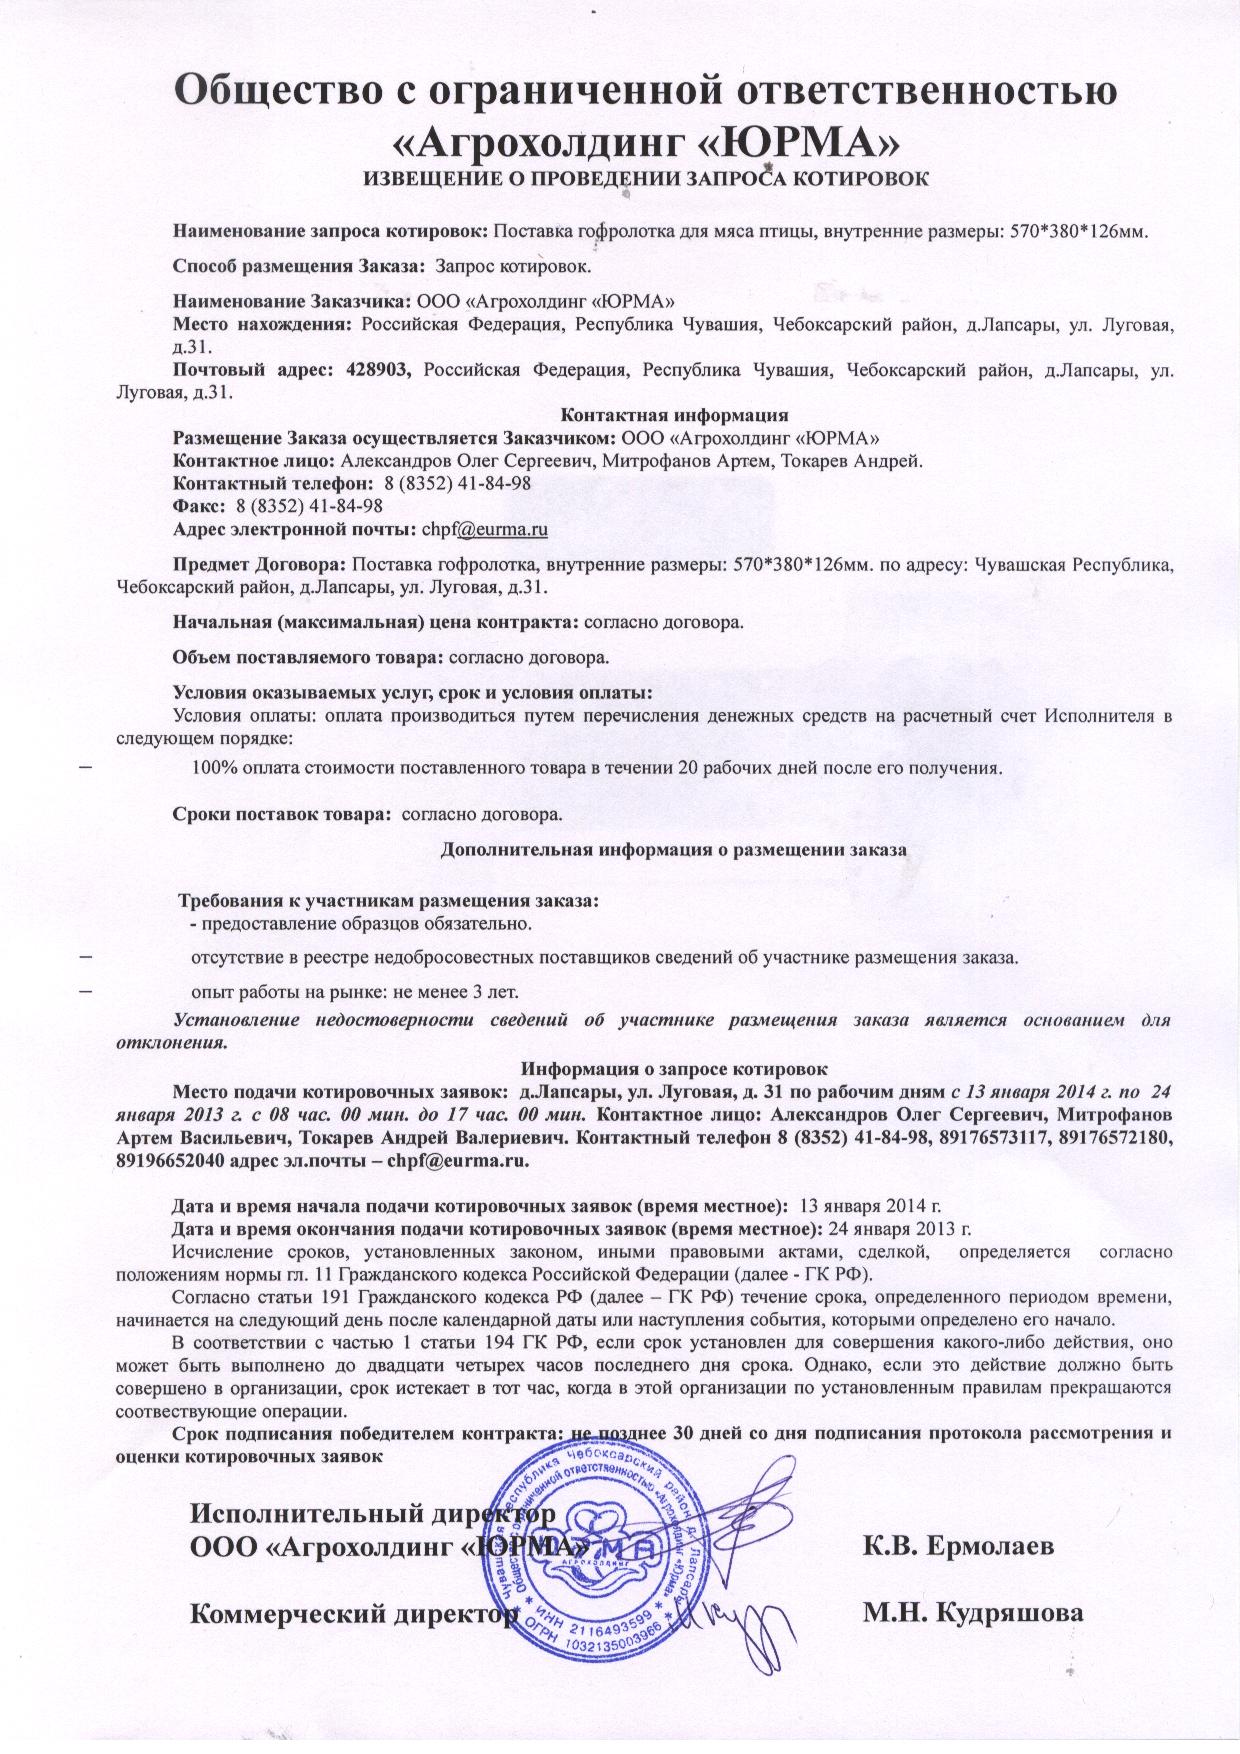 Общество с ограниченной ответственностью
«Агрохолдинг «ЮРМА»
ИЗВЕЩЕНИЕ О ПРОВЕДЕНИИ ЗАПРОСА КОТИРОВОК
Наименование запроса котировок: Поставка гофролотка для мяса птицы, внутренние размеры: 570*380*126мм.
Способ размещения Заказа: Запрос котировок.
Наименование Заказчика: ООО «Агрохолдинг «ЮРМА»
Место нахождения: Российская Федерация, Республика Чувашия, Чебоксарский район, д.Лапсары, ул. Луговая,
д.31.
Почтовый адрес: 428903, Российская Федерация, Республика Чувашия, Чебоксарский район, д.Лапсары, ул.
Луговая, д.31.
Контактная информация
Размещение Заказа осуществляется Заказчиком: ООО «Агрохолдинг «ЮРМА»
Контактное лицо: Александров Олег Сергеевич, Митрофанов Артем, Токарев Андрей.
Контактный телефон: 8 (8352) 41-84-98
Факс: 8 (8352) 41-84-98
Адрес электронной почты: chpf@eurma.ru
Предмет Договора: Поставка гофролотка, внутренние размеры: 570*380*126мм. по адресу: Чувашская Республика,
Чебоксарский район, д.Лапсары, ул. Луговая, д.31.
Начальная (максимальная) цена контракта: согласно договора.
Объем поставляемого товара: согласно договора.
Условия оказываемых услуг, срок и условия оплаты:
Условия оплаты: оплата производиться путем перечисления денежных средств на расчетный счет Исполнителя в
следующем порядке:
– 100% оплата стоимости поставленного товара в течении 20 рабочих дней после его получения.
Сроки поставок товара: согласно договора.
Дополнительная информация о размещении заказа
Требования к участникам размещения заказа:
- предоставление образцов обязательно.
– отсутствие в реестре недобросовестных поставщиков сведений об участнике размещения заказа.
– опыт работы на рынке: не менее 3 лет.
Установление недостоверности сведений об участнике размещения заказа является основанием для
отклонения.
Информация о запросе котировок
Место подачи котировочных заявок: д.Лапсары, ул. Луговая, д. 31 по рабочим дням с 13 января 2014 г. по 24
января 2013 г. с 08 час. 00 мин. до 17 час. 00 мин. Контактное лицо: Александров Олег Сергеевич, Митрофанов
Артем Васильевич, Токарев Андрей Валериевич. Контактный телефон 8 (8352) 41-84-98, 89176573117, 89176572180,
89196652040 адрес эл.почты – chpf@eurma.ru.
Дата и время начала подачи котировочных заявок (время местное): 13 января 2014 г.
Дата и время окончания подачи котировочных заявок (время местное): 24 января 2013 г.
Исчисление сроков, установленных законом, иными правовыми актами, сделкой, определяется согласно
положениям нормы гл. 11 Гражданского кодекса Российской Федерации (далее - ГК РФ).
Согласно статьи 191 Гражданского кодекса РФ (далее – ГК РФ) течение срока, определенного периодом времени,
начинается на следующий день после календарной даты или наступления события, которыми определено его начало.
В соответствии с частью 1 статьи 194 ГК РФ, если срок установлен для совершения какого-либо действия, оно
может быть выполнено до двадцати четырех часов последнего дня срока. Однако, если это действие должно быть
совершено в организации, срок истекает в тот час, когда в этой организации по установленным правилам прекращаются
соотвествующие операции.
Срок подписания победителем контракта: не позднее 30 дней со дня подписания протокола рассмотрения и
оценки котировочных заявок
Исполнительный директор
ООО «Агрохолдинг «ЮРМА» К.В. Ермолаев
Коммерческий директор М.Н. Кудряшова
Чувашская республика Чебоксарский район д. Лапсары
Общество с ограниченной ответственностью «Агрохолдинг «Юрма»
ЮРМА
АГРОХОЛДИНГ
ИНН 2116493599
ОГРН 1032135003966